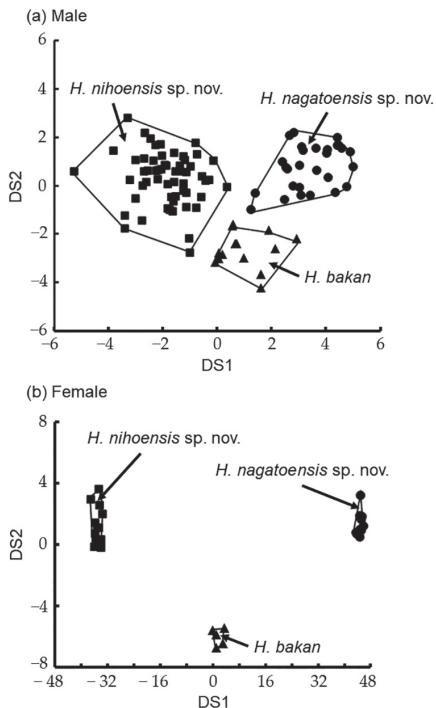 (a) Male
6
4
H. nihoensis sp. nov.
H. nagatoensis sp. nov.
2
DS2
0
−2
H. bakan
−4
−6
−6 −4 −2 0 2 4 6
DS1
(b) Female
8
H. nihoensis sp. nov.
H. nagatoensis sp. nov.
4
DS2
0
−4
H. bakan
−8
−48 −32 −16 0 16 32 48
DS1